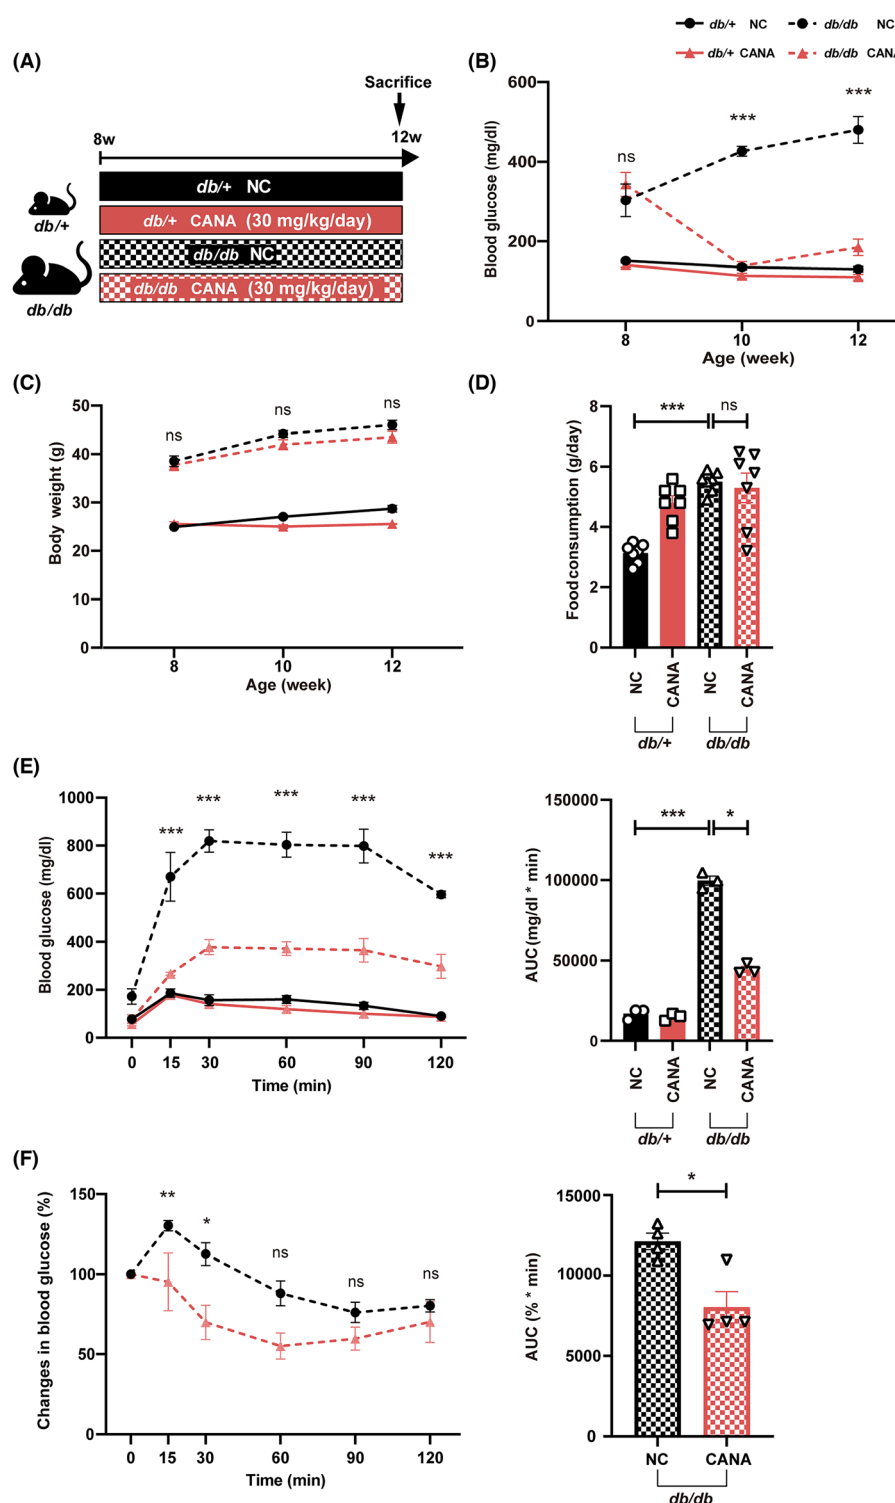 db/+ NC db/db NC
db/+ CANA db/db CANA
(A)
Sacrifice
8w 12w
db/+ NC
db/+ CANA (30 mg/kg/day)
db/db NC
db/db CANA (30 mg/kg/day)
db/+
db/db
(B)
Blood glucose (mg/dl)
600
400
200
0
ns *** ***
8 10 12
Age (week)
(C)
Body weight (g)
50
40
30
20
10
0
ns ns ns
8 10 12
Age (week)
(D)
Food consumption (g/day)
8
6
4
2
0
*** ns
NC CANA NC CANA
db/+ db/db
(E)
Blood glucose (mg/dl)
1000
800
600
400
200
0
*** *** *** *** ***
0 15 30 60 90 120
Time (min)
AUC (mg/dl * min)
150000
100000
50000
0
*** *
NC CANA NC CANA
db/+ db/db
(F)
Changes in blood glucose (%)
150
100
50
0
** * ns ns ns
0 15 30 60 90 120
Time (min)
AUC (% * min)
15000
10000
5000
0
*
NC CANA
db/db